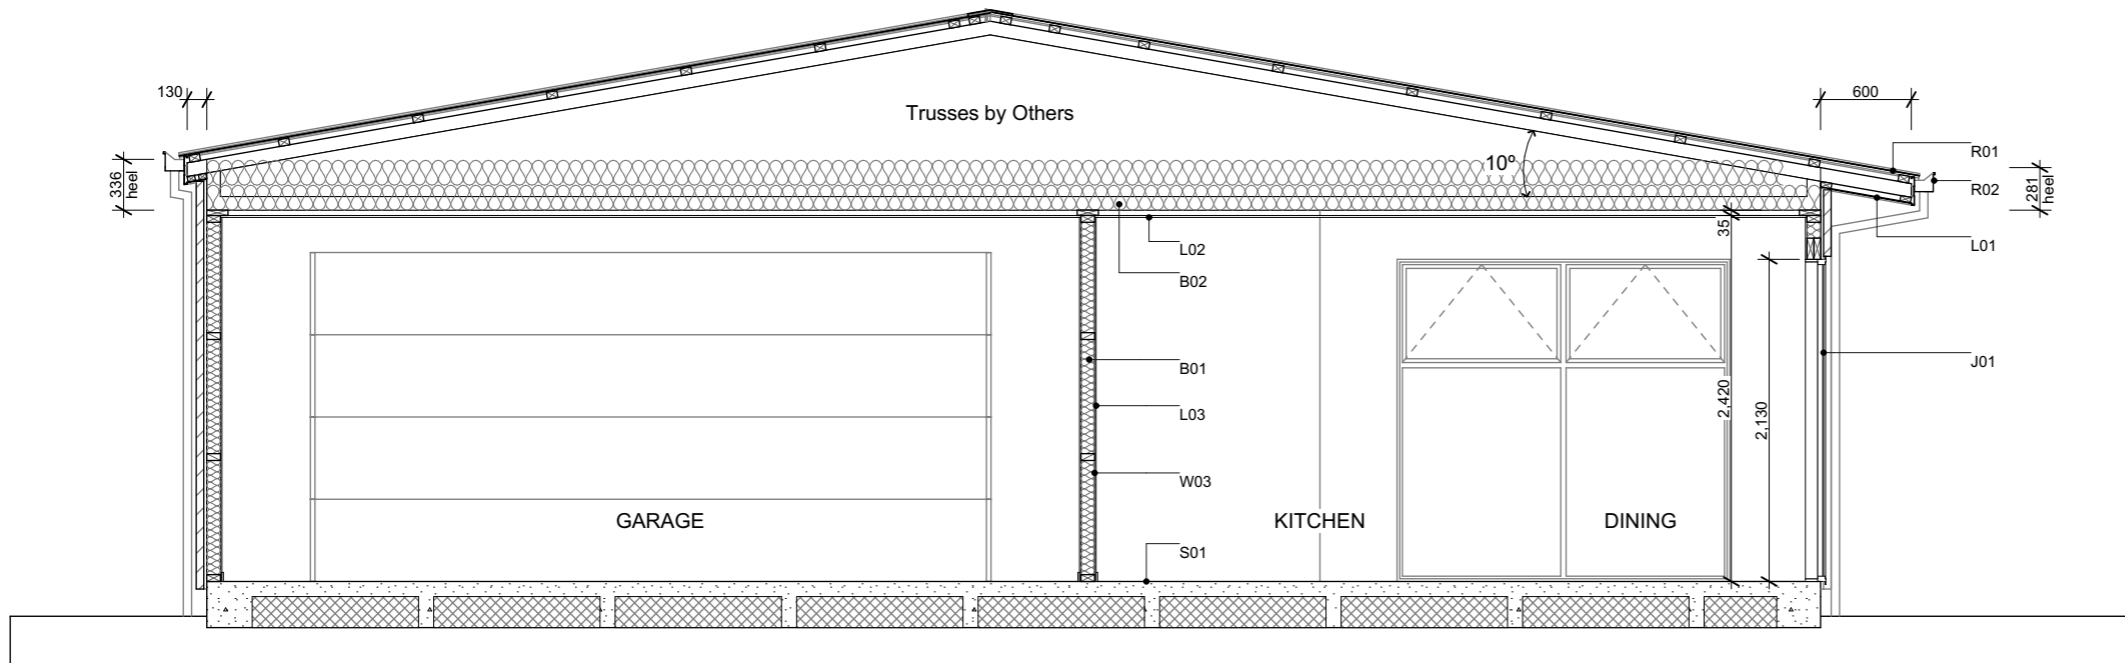 Trusses by Others
130
600
10°
336
heel
281
heel
R01
R02
L01
J01
35
L02
B02
B01
L03
W03
S01
2,420
2,130
GARAGE
KITCHEN
DINING